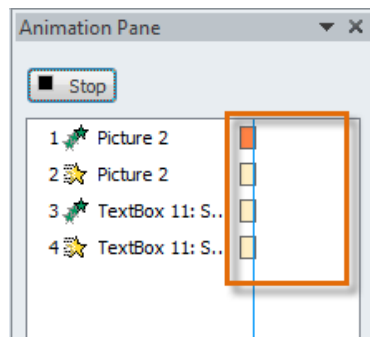 Animation Pane
Stop
1 Picture 2
2 Picture 2
3 TextBox 11: S..
4 TextBox 11: S..